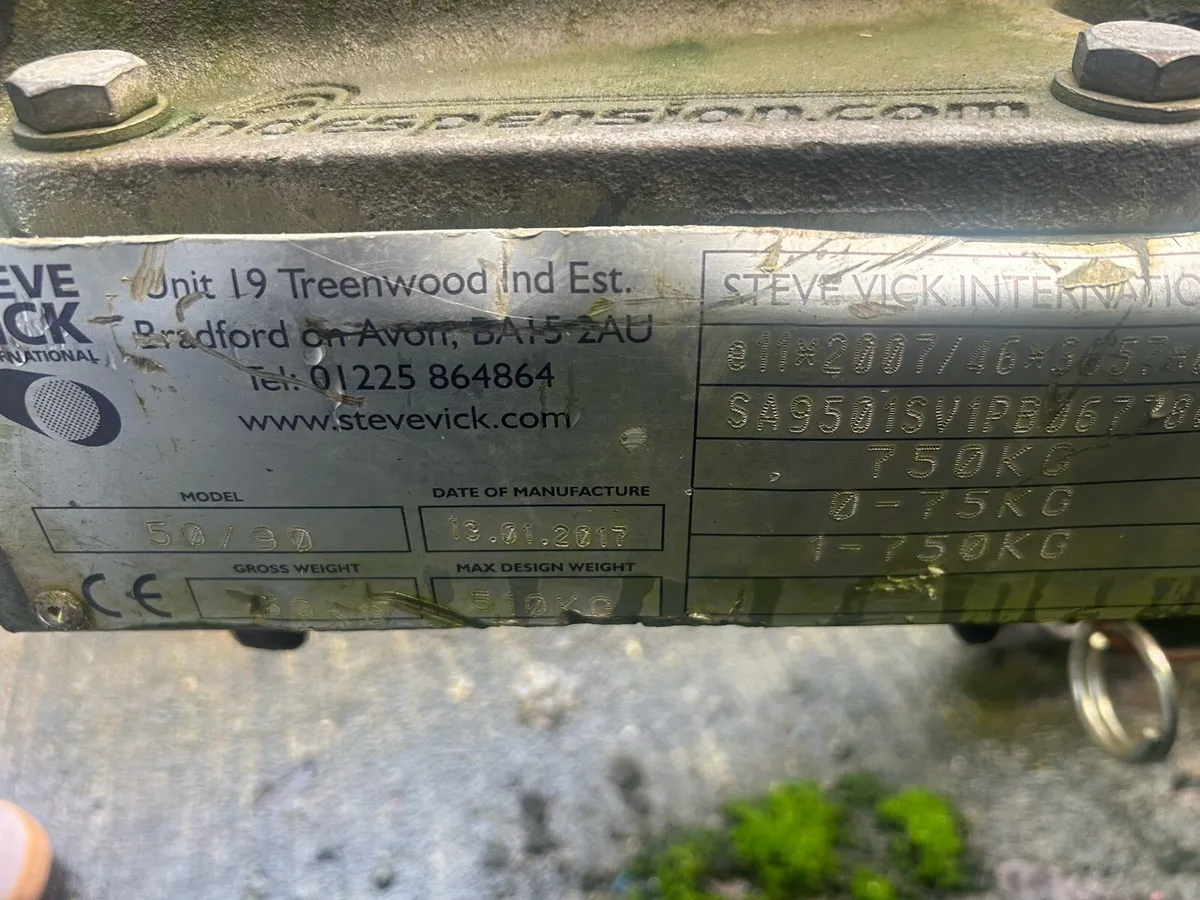 indespension.com
EVE
ICK
RNATIONAL
Unit 19 Treenwood Ind Est.
Bradford on Avon, BA15 2AU
Tel: 01225 864864
www.stevevick.com
MODEL
50/90
DATE OF MANUFACTURE
13.01.2017
GROSS WEIGHT
MAX DESIGN WEIGHT
510KG
CE
STEVE VICK INTERNATIO
750KG
0-75KG
1-750KG